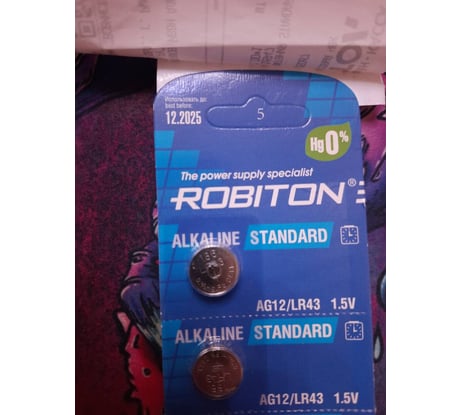 Использовать до:
best before:
12.2025
5
Hg0%
The power supply specialist
ROBITON®
ALKALINE STANDARD
AG12/LR43 1.5V
ALKALINE STANDARD
AG12/LR43 1.5V